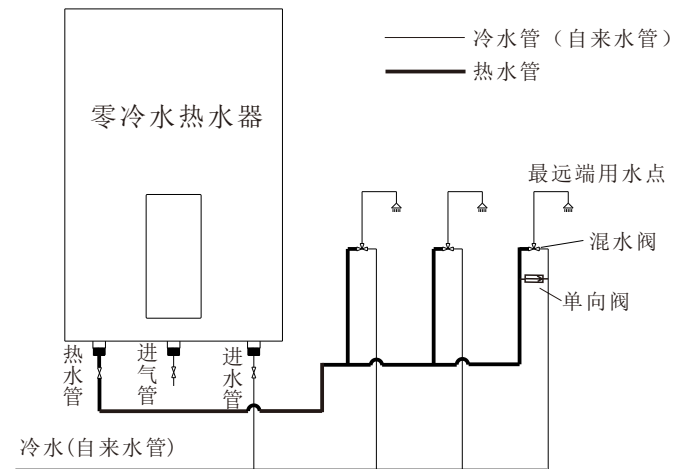 冷水管（自来水管）
热水管
零冷水热水器
最远端用水点
混水阀
单向阀
热水管
进气管
进水管
冷水(自来水管)